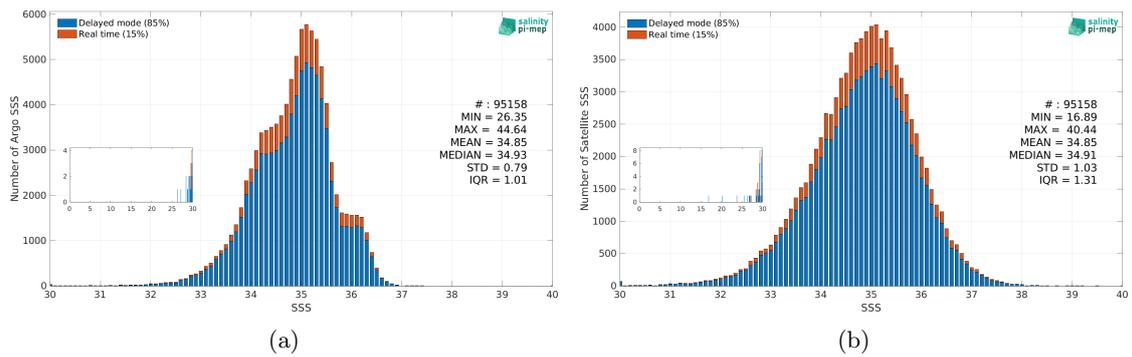 Delayed mode (85%)
Real time (15%)
salinity
pi-mep
Number of Argo SSS
6000
5000
4000
3000
2000
1000
0
# : 95158
MIN = 26.35
MAX = 44.64
MEAN = 34.85
MEDIAN = 34.93
STD = 0.79
IQR = 1.01
4
2
0
0 5 10 15 20 25 30
30 31 32 33 34 35 36 37 38 39 40
SSS
(a)
Delayed mode (85%)
Real time (15%)
salinity
pi-mep
Number of Satellite SSS
4000
3500
3000
2500
2000
1500
1000
500
0
# : 95158
MIN = 16.89
MAX = 40.44
MEAN = 34.85
MEDIAN = 34.91
STD = 1.03
IQR = 1.31
8
6
4
2
0
0 5 10 15 20 25 30
30 31 32 33 34 35 36 37 38 39 40
SSS
(b)